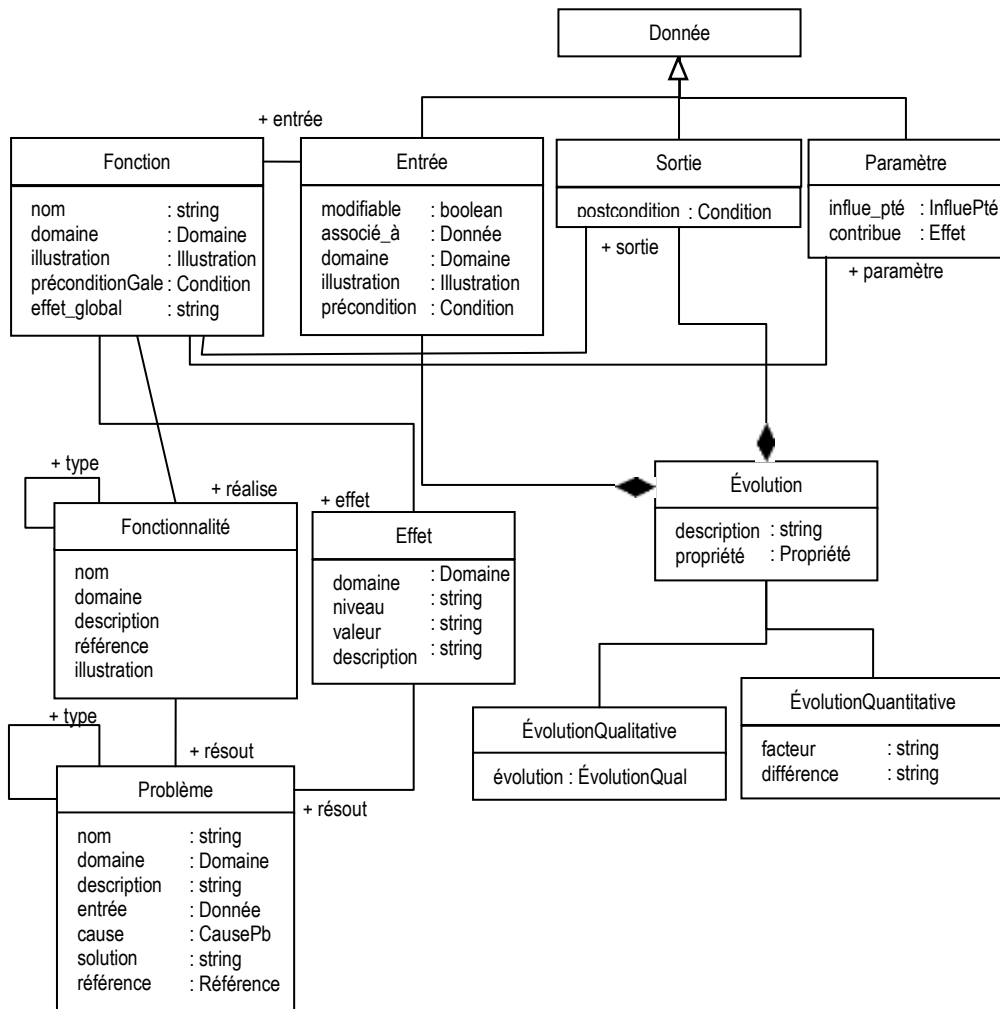 Donnée
+ entrée
Fonction
nom : string
domaine : Domaine
illustration : Illustration
préconditionGale : Condition
effet_global : string
Entrée
modifiable : boolean
associé_à : Donnée
domaine : Domaine
illustration : Illustration
précondition : Condition
Sortie
postcondition : Condition
+ sortie
Paramètre
influe_pté : InfluePté
contribue : Effet
+ paramètre
+ type
+ réalise
Fonctionnalité
nom
domaine
description
référence
illustration
+ effet
Effet
domaine : Domaine
niveau : string
valeur : string
description : string
Évolution
description : string
propriété : Propriété
+ type
+ résout
+ résout
Problème
nom : string
domaine : Domaine
description : string
entrée : Donnée
cause : CausePb
solution : string
référence : Référence
ÉvolutionQualitative
évolution : ÉvolutionQual
ÉvolutionQuantitative
facteur : string
différence : string